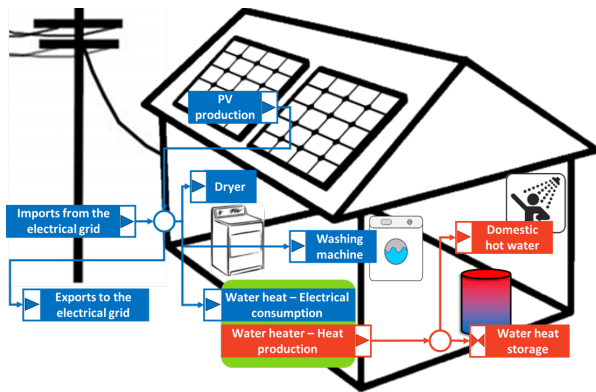 PV
production
Dryer
Imports from the
electrical grid
Washing
machine
Domestic
hot water
Exports to the
electrical grid
Water heat – Electrical
consumption
Water heater – Heat
production
Water heat
storage